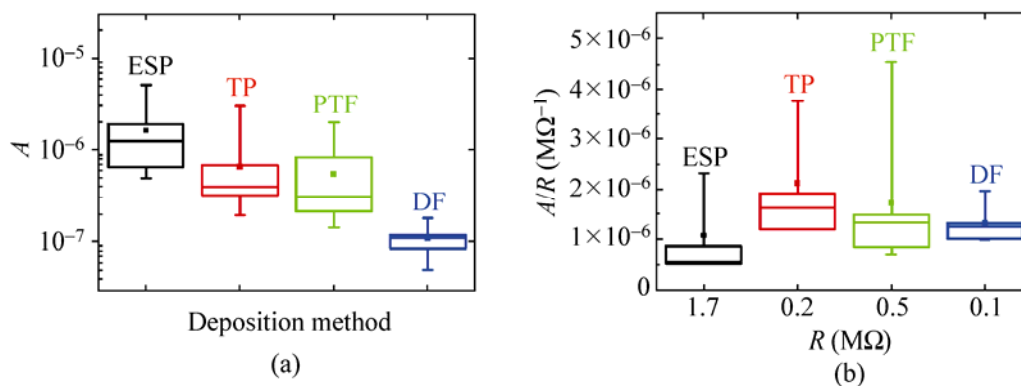 10⁻⁵
10⁻⁶
10⁻⁷
A
ESP
TP
PTF
DF
Deposition method
(a)
5×10⁻⁶
4×10⁻⁶
3×10⁻⁶
2×10⁻⁶
1×10⁻⁶
0
A/R (MΩ⁻¹)
ESP
TP
PTF
DF
1.7 0.2 0.5 0.1
R (MΩ)
(b)